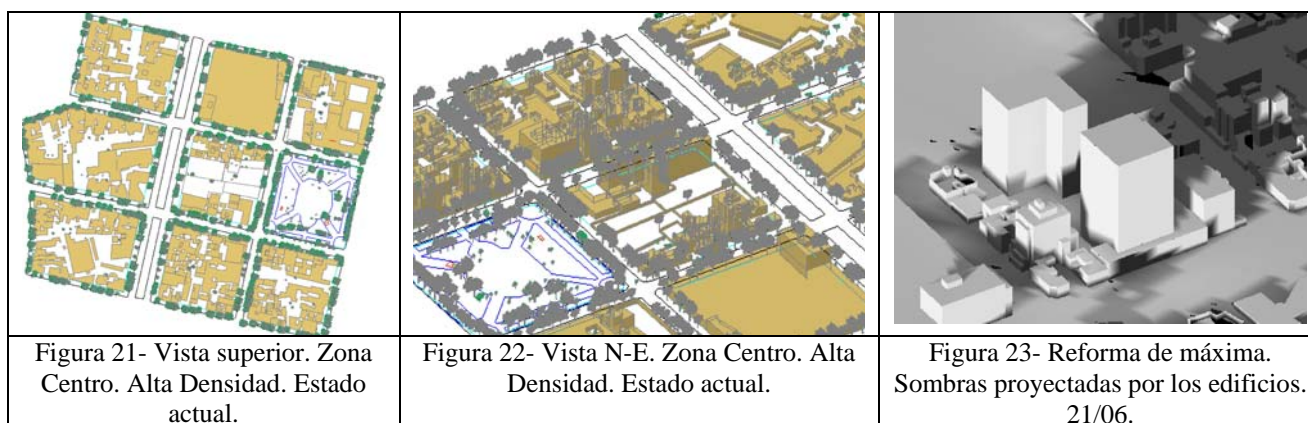 Figura 21- Vista superior. Zona
Centro. Alta Densidad. Estado
actual.
Figura 22- Vista N-E. Zona Centro. Alta
Densidad. Estado actual.
Figura 23- Reforma de máxima.
Sombras proyectadas por los edificios.
21/06.